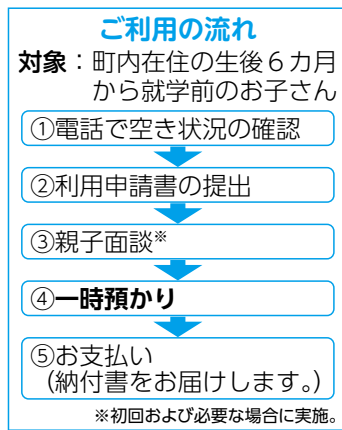 ご利用の流れ
対象：町内在住の生後６カ月
から就学前のお子さん
①電話で空き状況の確認
②利用申請書の提出
③親子面談※
④一時預かり
⑤お支払い
（納付書をお届けします。）
※初回および必要な場合に実施。